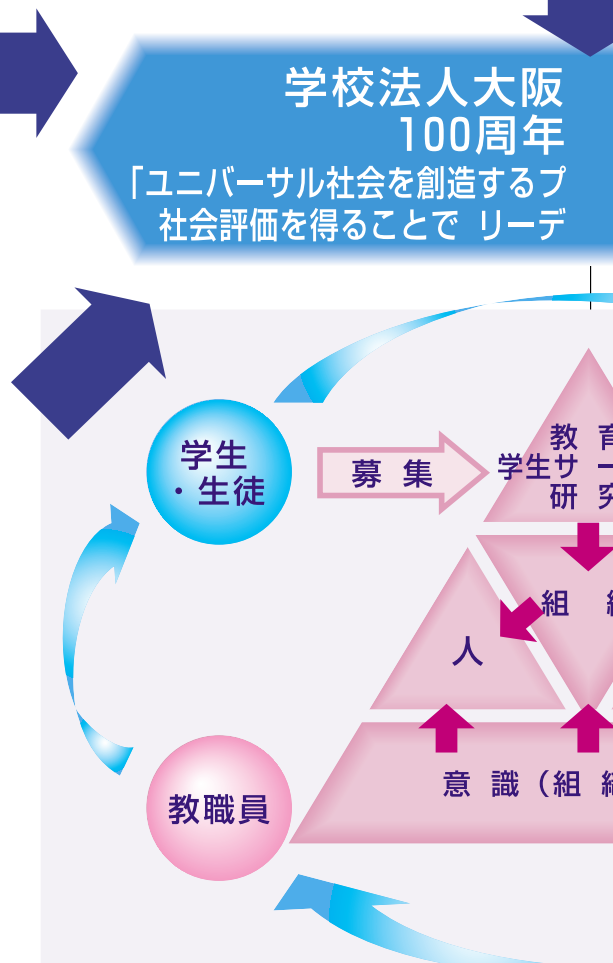 学校法人大阪
100周年
「ユニバーサル社会を創造するプ
社会評価を得ることで リーデ
学生
・生徒
募 集
教 育
学生サー
研 究
組 織
人
意 識（組 織
教職員